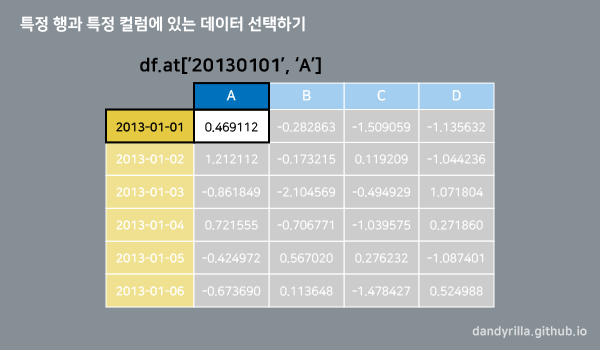 특정 행과 특정 컬럼에 있는 데이터 선택하기
df.at['20130101', 'A']
A B C D
2013-01-01 0.469112 -0.282863 -1.509059 -1.135632
2013-01-02 1.212112 -0.173215 0.119209 -1.044236
2013-01-03 -0.861849 -2.104569 -0.494929 1.071804
2013-01-04 0.721555 -0.706771 -1.039575 0.271860
2013-01-05 -0.424972 0.567020 0.276232 -1.087401
2013-01-06 -0.673690 0.113648 -1.478427 0.524988
dandyrilla.github.io